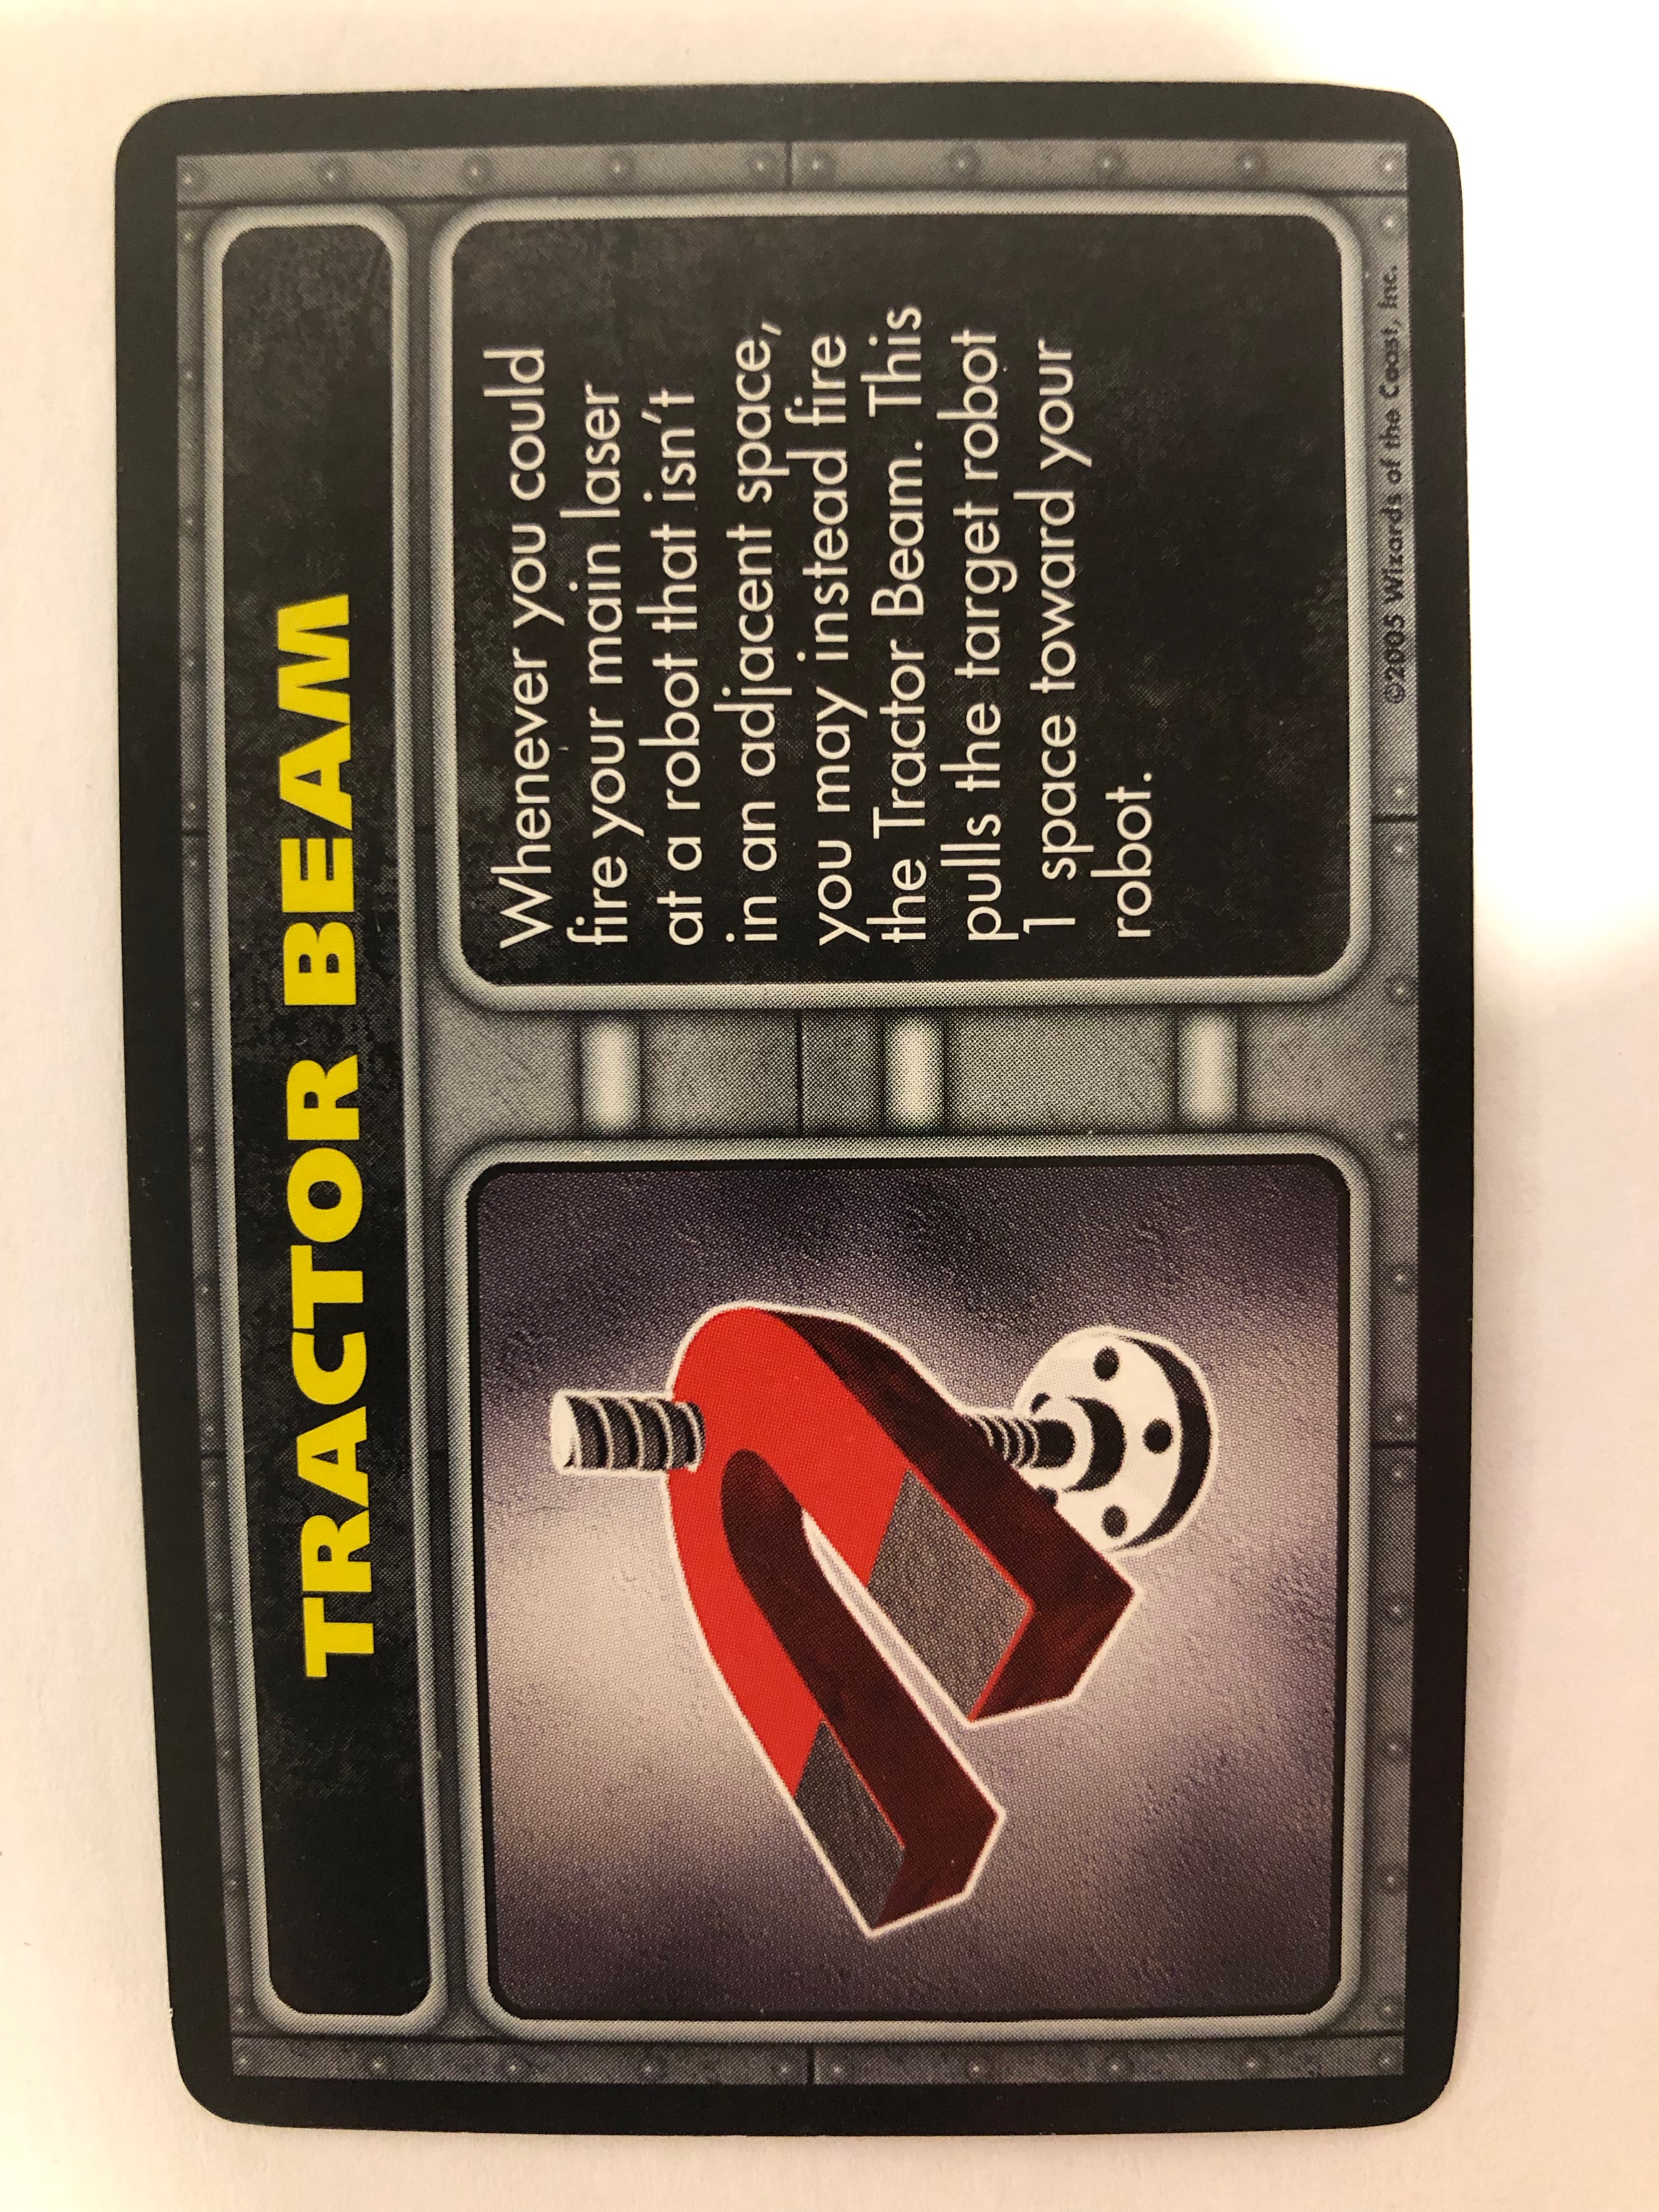 TRACTOR BEAM
Whenever you could
fire your main laser
at a robot that isn't
in an adjacent space,
you may instead fire
the Tractor Beam. This
pulls the target robot
1 space toward your
robot.
©2005 Wizards of the Coast, Inc.